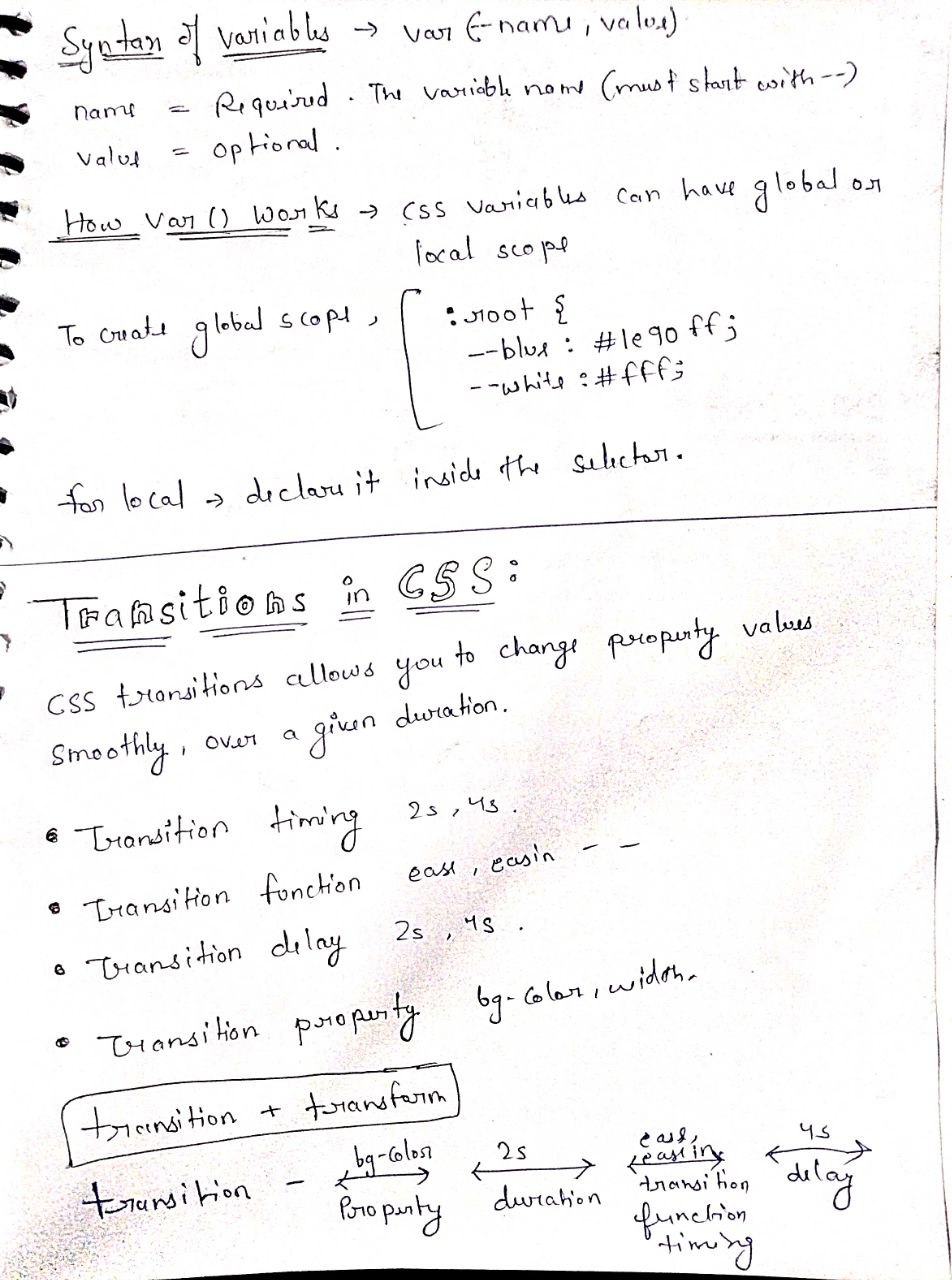 Syntax of variables → var (--name, value)
name = Required. The variable name (must start with --)
value = optional.
How var () works → CSS variables can have global or
local scope
To create global scope,
:root {
--blue : #1e90ff;
--white : #fff;
for local → declare it inside the selector.
Transitions in CSS:
CSS transitions allows you to change property values
smoothly, over a given duration.
• Transition timing 2s, 4s.
• Transition function ease, easin - -
• Transition delay 2s, 4s.
• Transition property bg-color, width.
transition + transform
bg-color 2s ease, easein 4s
transition - property duration transition delay
function
timing